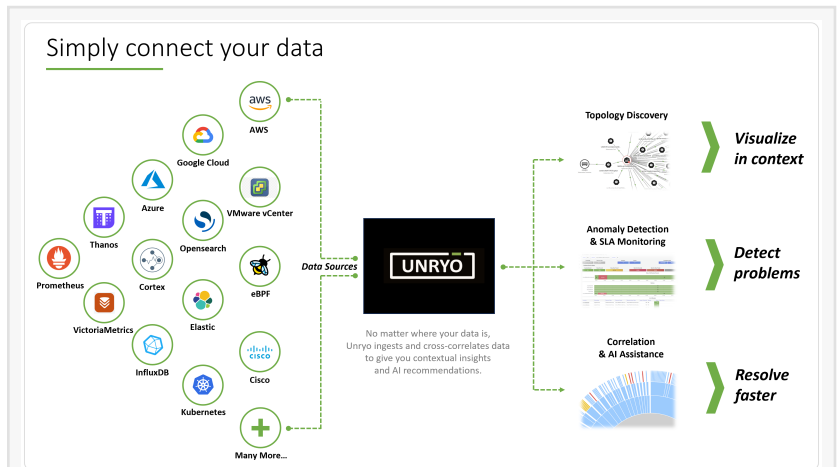 Simply connect your data
aws
AWS
Google Cloud
Azure
VMware vCenter
Thanos
Opensearch
Prometheus
Cortex
eBPF
VictoriaMetrics
Elastic
InfluxDB
CISCO
Cisco
Kubernetes
Many More...
Data Sources
UNRYO
No matter where your data is,
Unryo ingests and cross-correlates data
to give you contextual insights
and AI recommendations.
Topology Discovery
Visualize
in context
Anomaly Detection
& SLA Monitoring
Detect
problems
Correlation
& AI Assistance
Resolve
faster